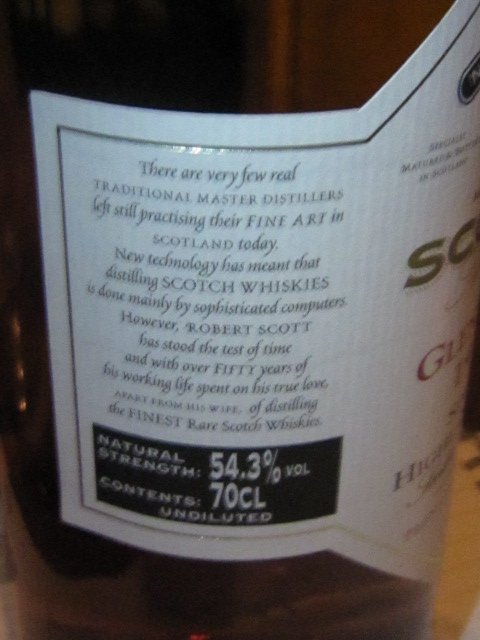 There are very few real
TRADITIONAL MASTER DISTILLERS
left still practising their FINE ART in
SCOTLAND today.
New technology has meant that
distilling SCOTCH WHISKIES
is done mainly by sophisticated computers.
However, ROBERT SCOTT
has stood the test of time
and with over FIFTY years of
his working life spent on his true love,
APART FROM HIS WIFE, of distilling
the FINEST Rare Scotch Whiskies.
NATURAL STRENGTH: 54.3% VOL
CONTENTS: 70CL
UNDILUTED
IN SCOTLAND
SCO